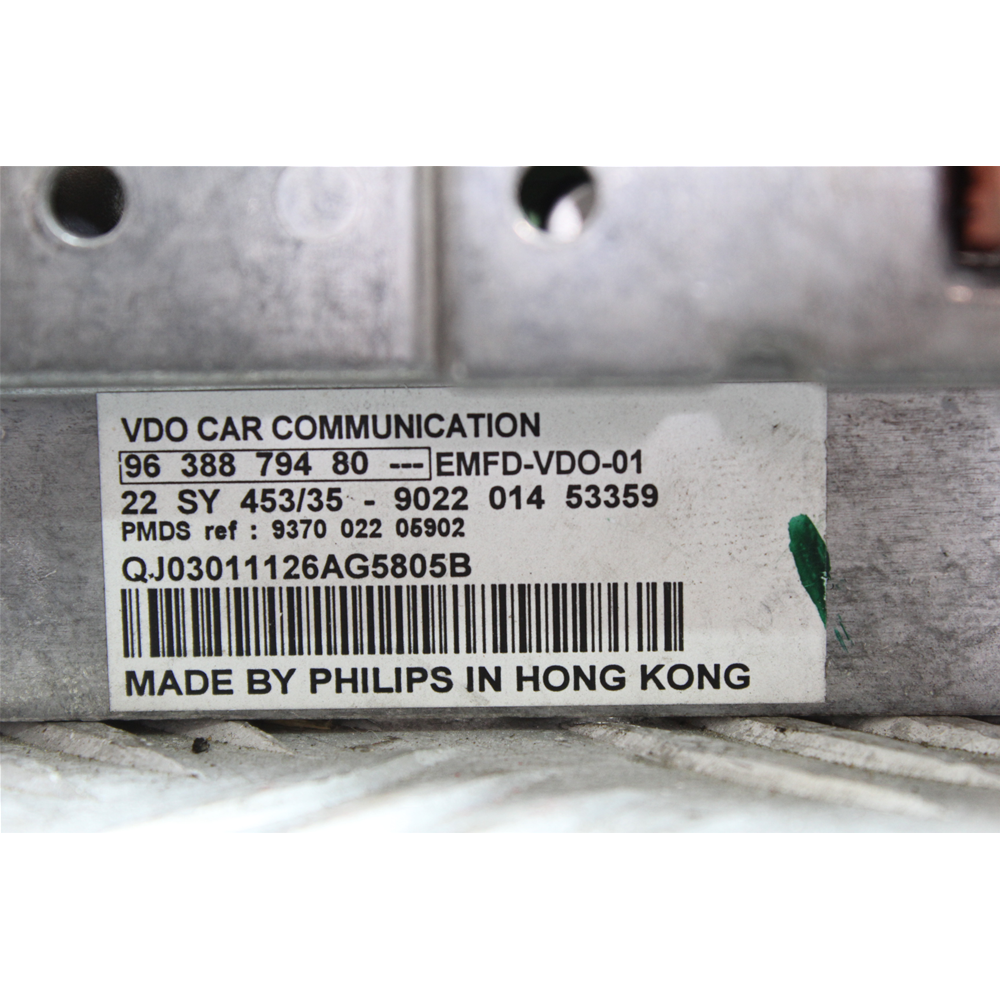 VDO CAR COMMUNICATION
96 388 794 80 --- EMFD-VDO-01
22 SY 453/35 - 9022 014 53359
PMDS ref : 9370 022 05902
QJ03011126AG5805B
MADE BY PHILIPS IN HONG KONG